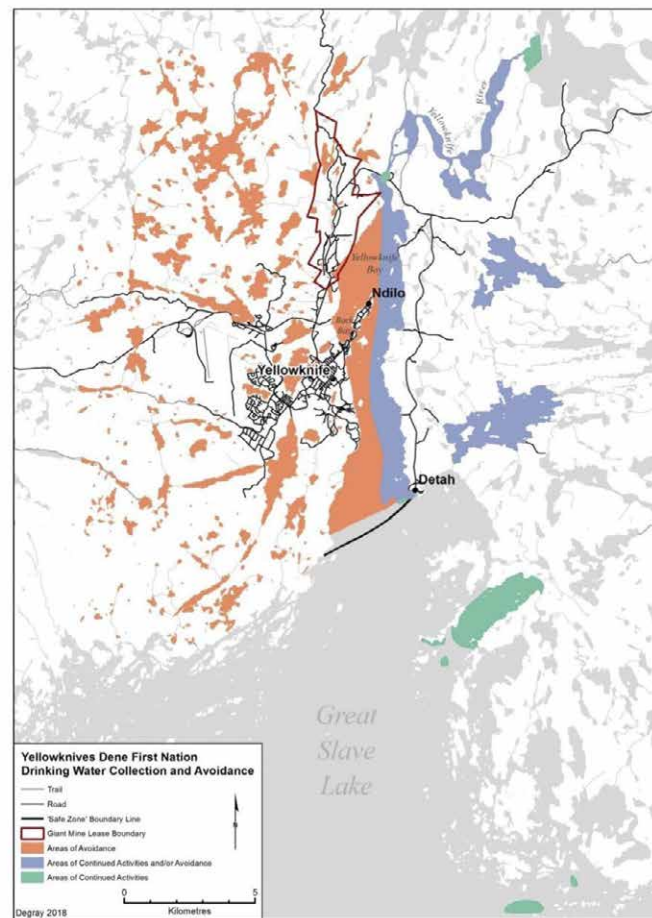 Yellowknife
River
Yellowknife
Bay
Ndilo
Back
Bay
Yellowknife
Detah
Great
Slave
Lake
Yellowknives Dene First Nation
Drinking Water Collection and Avoidance
Trail
Road
'Safe Zone' Boundary Line
Giant Mine Lease Boundary
Areas of Avoidance
Areas of Continued Activities and/or Avoidance
Areas of Continued Activities
0 5
Kilometres
Degray 2018